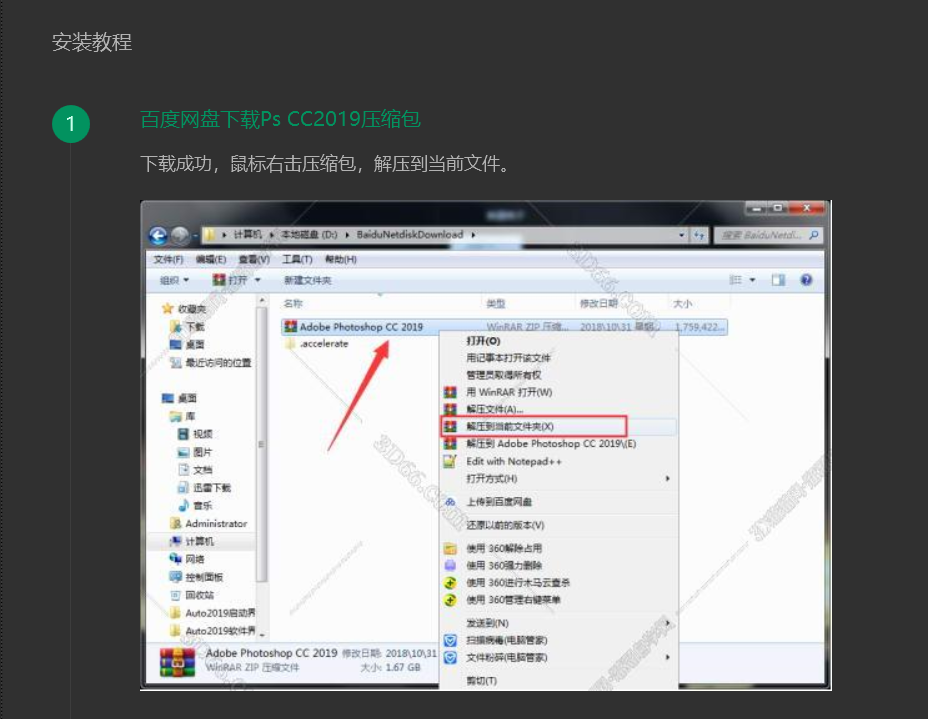 安装教程
1
百度网盘下载Ps CC2019压缩包
下载成功，鼠标右击压缩包，解压到当前文件。
计算机 本地磁盘 (D:) BaiduNetdiskDownload 搜索 BaiduNetdi...
文件(F) 编辑(E) 查看(V) 工具(T) 帮助(H)
组织 打开 新建文件夹
名称 类型 修改日期 大小
收藏夹
下载
桌面
最近访问的位置
桌面
库
视频
图片
文档
迅雷下载
音乐
Administrator
计算机
网络
控制面板
回收站
Auto2019启动界
Auto2019软件界
Adobe Photoshop CC 2019 WinRAR ZIP 压缩... 2018\10\31 星期... 1,759,422...
.accelerate
打开(O)
用记事本打开该文件
管理员取得所有权
用 WinRAR 打开(W)
解压文件(A)...
解压到当前文件夹(X)
解压到 Adobe Photoshop CC 2019\(E)
Edit with Notepad++
打开方式(H)
上传到百度网盘
还原以前的版本(V)
使用 360解除占用
使用 360强力删除
使用 360进行木马云查杀
使用 360管理右键菜单
发送到(N)
扫描病毒(电脑管家)
文件粉碎(电脑管家)
剪切(T)
Adobe Photoshop CC 2019 修改日期: 2018\10\31
WinRAR ZIP 压缩文件 大小: 1.67 GB
3D66.com